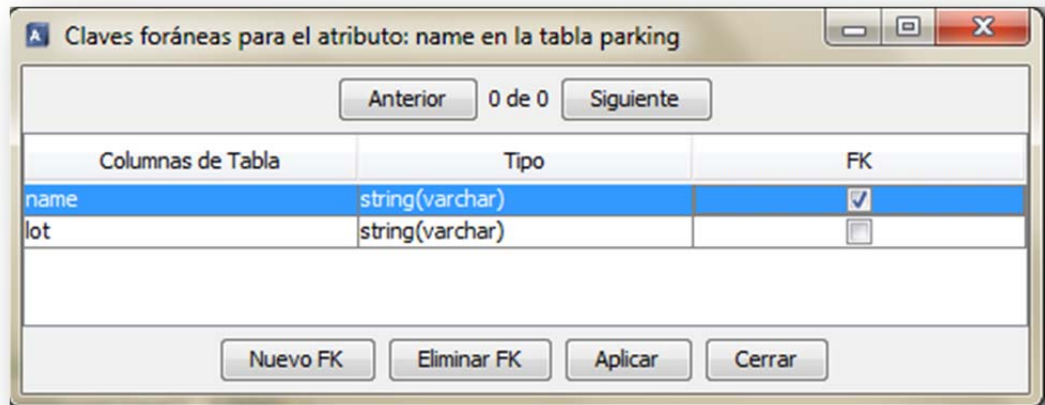 Claves foráneas para el atributo: name en la tabla parking
Anterior 0 de 0 Siguiente
Columnas de Tabla Tipo FK
name string(varchar)
lot string(varchar)
Nuevo FK Eliminar FK Aplicar Cerrar